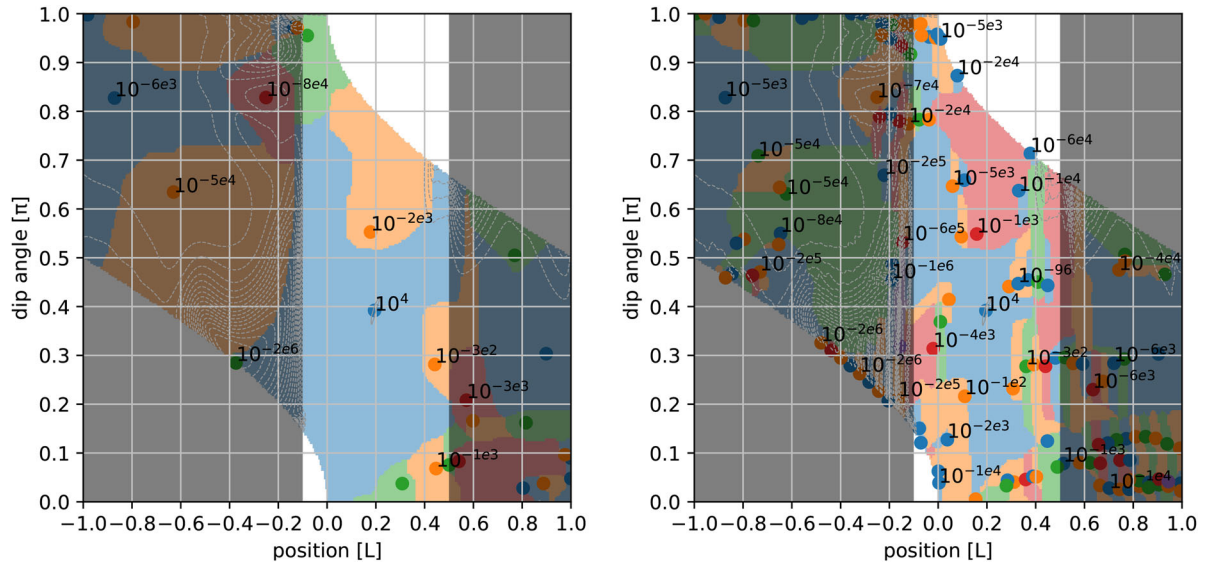 1.0
0.9
10^{-6e3}
10^{-8e4}
0.8
0.7
10^{-5e4}
0.6
10^{-2e3}
dip angle [π]
0.5
0.4
10^4
10^{-2e6}
0.3
10^{-3e2}
10^{-3e3}
0.2
0.1
10^{-1e3}
0.0
−1.0 −0.8 −0.6 −0.4 −0.2 0.0 0.2 0.4 0.6 0.8 1.0
position [L]
1.0
10^{-5e3}
0.9
10^{-2e4}
10^{-5e3}
10^{-7e4}
0.8
10^{-2e4}
10^{-5e4}
10^{-6e4}
0.7
10^{-2e5}
10^{-5e3}
10^{-5e4}
10^{-1e4}
0.6
dip angle [π]
10^{-8e4}
10^{-6e5}
10^{-1e3}
0.5
10^{-2e5}
10^{-1e6}
10^{-96}
10^{-4e4}
0.4
10^4
10^{-2e6}
10^{-4e3}
0.3
10^{-2e6}
10^{-3e2}
10^{-6e3}
10^{-2e5}
10^{-1e2}
10^{-6e3}
0.2
10^{-2e3}
0.1
10^{-1e3}
10^{-1e4}
10^{-1e4}
0.0
−1.0 −0.8 −0.6 −0.4 −0.2 0.0 0.2 0.4 0.6 0.8 1.0
position [L]